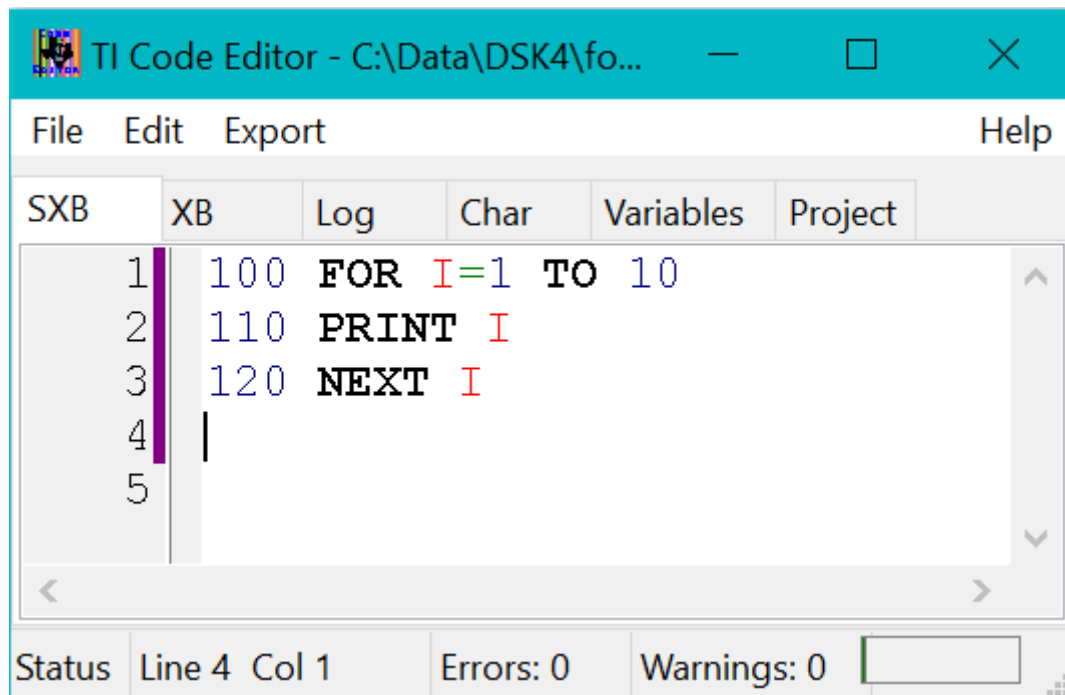 TI Code Editor - C:\Data\DSK4\fo...
File Edit Export Help
SXB XB Log Char Variables Project
1 100 FOR I=1 TO 10
2 110 PRINT I
3 120 NEXT I
4
5
Status Line 4 Col 1 Errors: 0 Warnings: 0